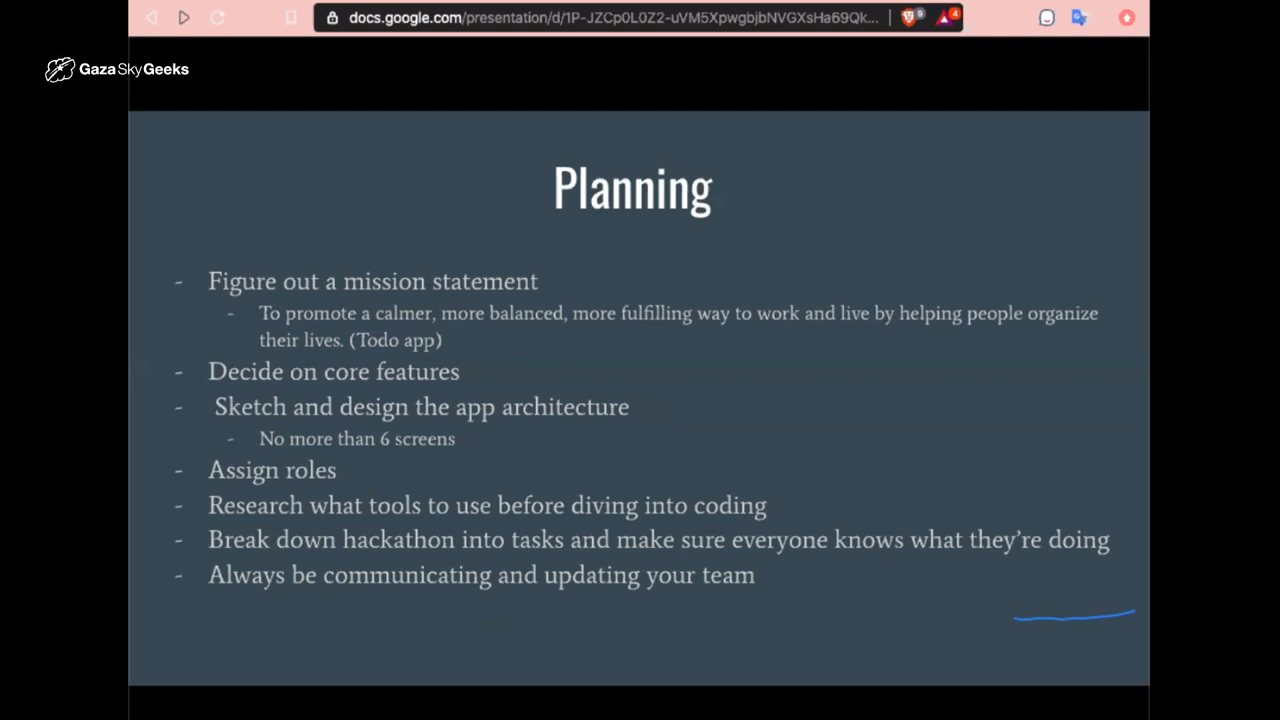 docs.google.com/presentation/d/1P-JZCp0L0Z2-uVM5XpwgbjbNVGXsHa69Qk...
9
4
GazaSkyGeeks
Planning
- Figure out a mission statement
- To promote a calmer, more balanced, more fulfilling way to work and live by helping people organize
their lives. (Todo app)
- Decide on core features
- Sketch and design the app architecture
- No more than 6 screens
- Assign roles
- Research what tools to use before diving into coding
- Break down hackathon into tasks and make sure everyone knows what they're doing
- Always be communicating and updating your team